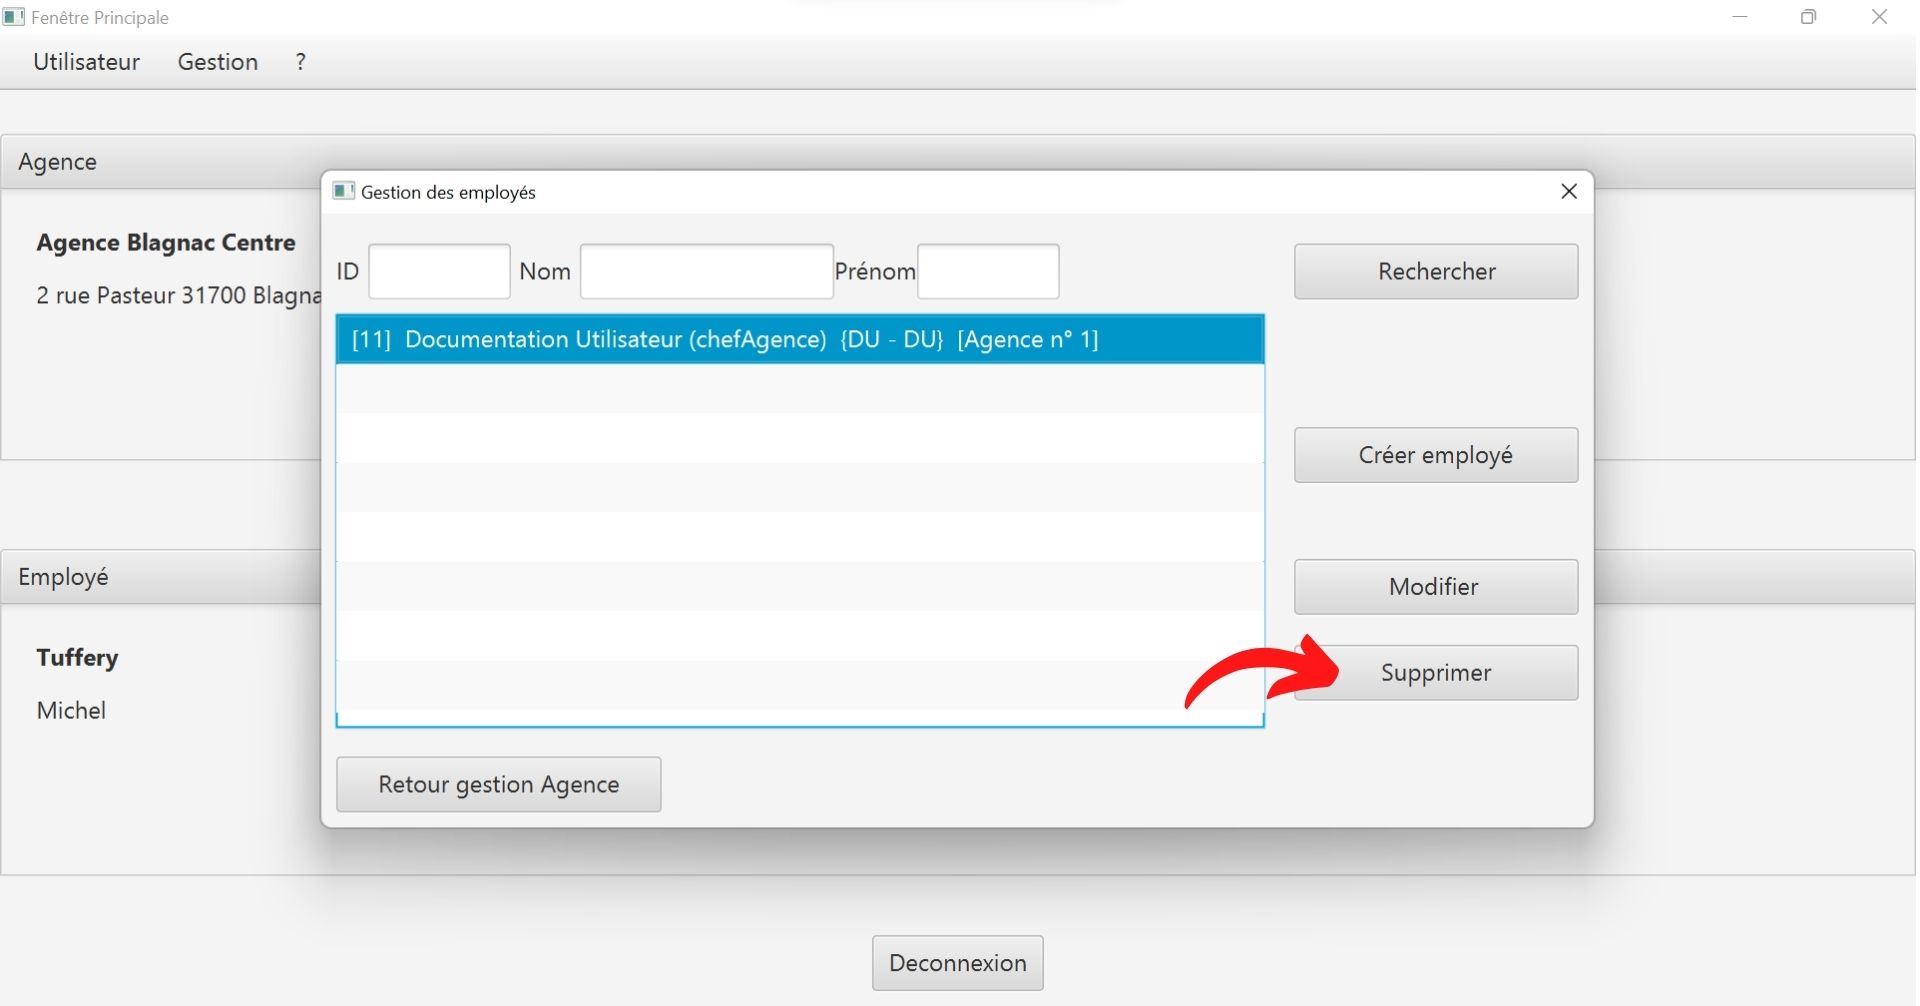 Fenêtre Principale
Utilisateur Gestion ?
Agence
Agence Blagnac Centre
2 rue Pasteur 31700
Gestion des employés
ID Nom Prénom Rechercher
[11] Documentation Utilisateur (chefAgence) {DU - DU} [Agence n° 1]
Créer employé
Modifier
Supprimer
Retour gestion Agence
Employé
Tuffery
Michel
Deconnexion